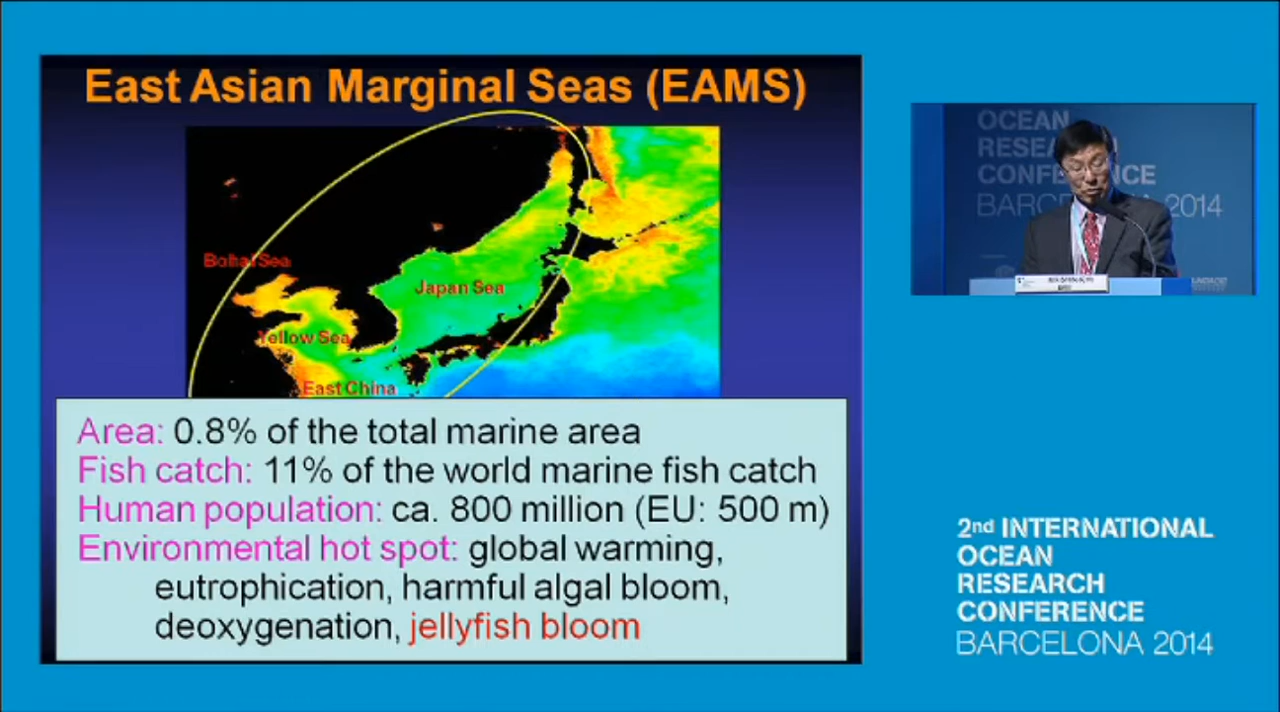 East Asian Marginal Seas (EAMS)
Bohai Sea
Japan Sea
Yellow Sea
East China
Area: 0.8% of the total marine area
Fish catch: 11% of the world marine fish catch
Human population: ca. 800 million (EU: 500 m)
Environmental hot spot: global warming,
eutrophication, harmful algal bloom,
deoxygenation, jellyfish bloom
OCEAN
RESEA
CONFERENCE
BARCE
2014
2nd INTERNATIONAL
OCEAN
RESEARCH
CONFERENCE
BARCELONA 2014